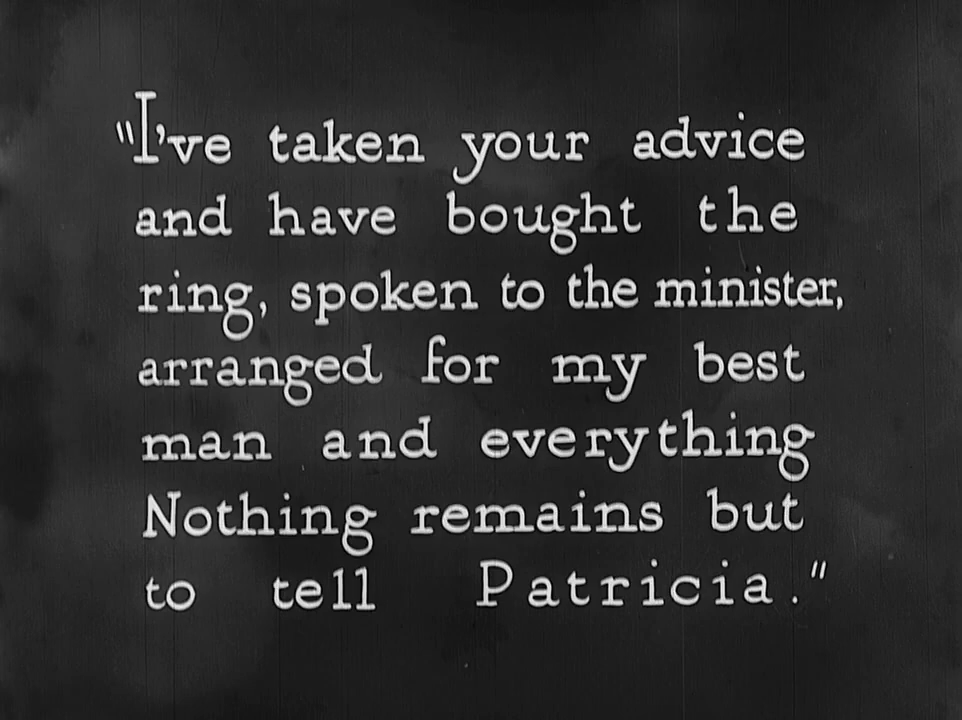 "I've taken your advice
and have bought the
ring, spoken to the minister,
arranged for my best
man and everything
Nothing remains but
to tell Patricia."